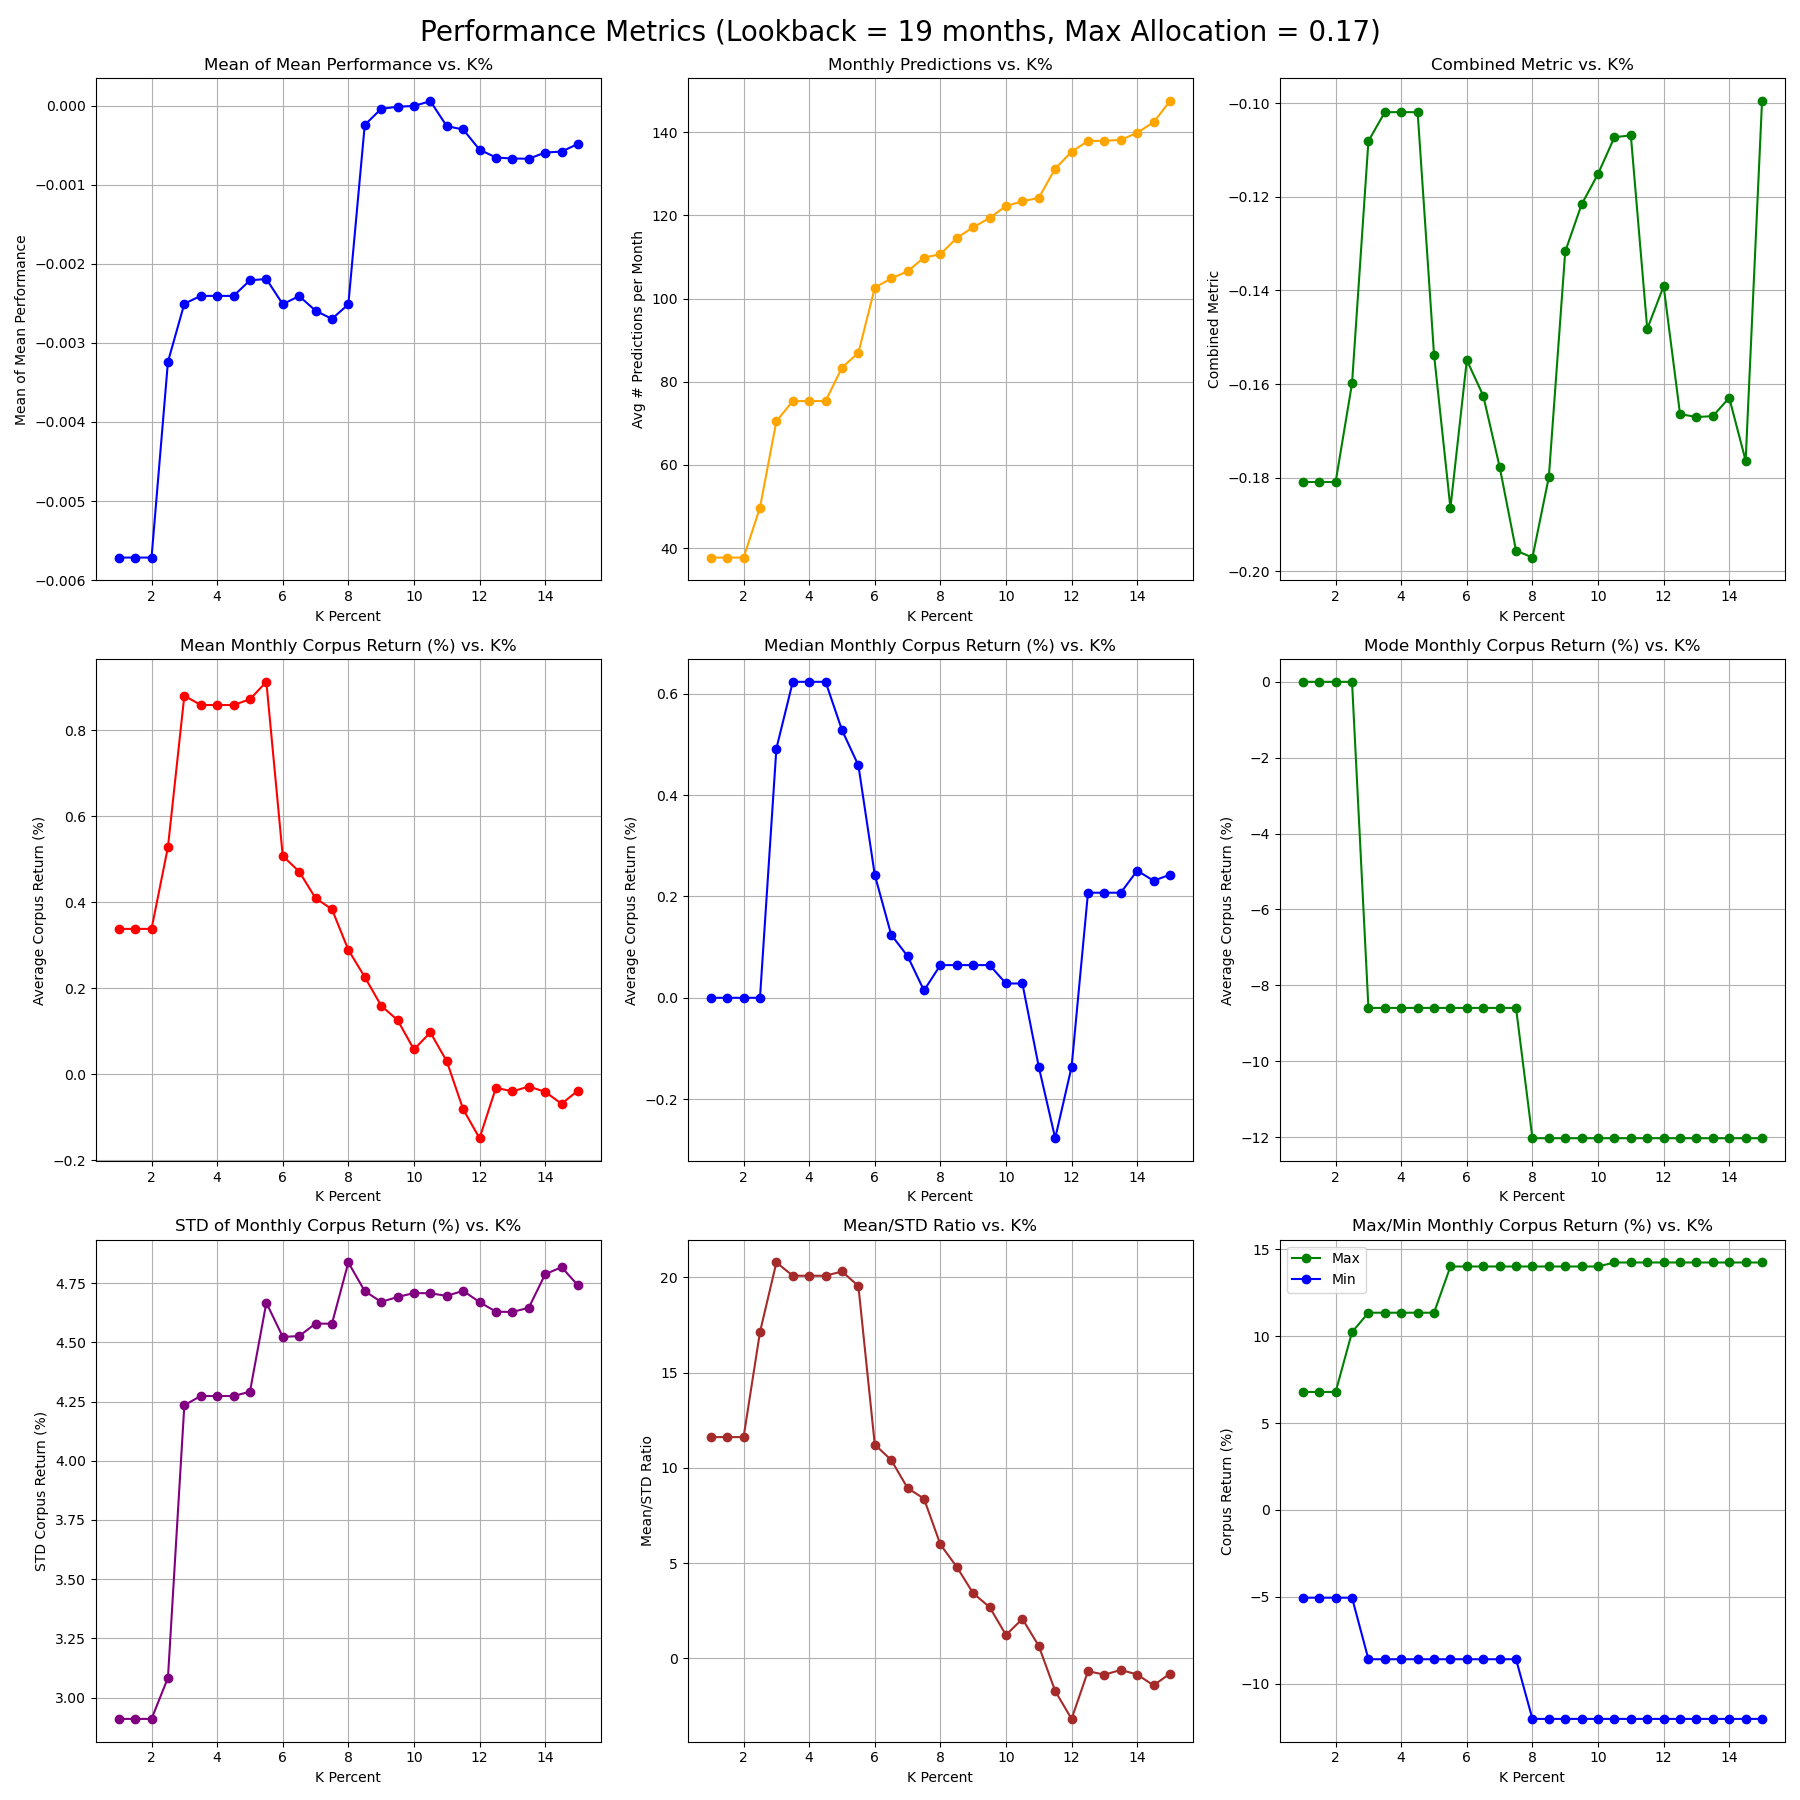 Performance Metrics (Lookback = 19 months, Max Allocation = 0.17)
Mean of Mean Performance vs. K%
Mean of Mean Performance
0.000
−0.001
−0.002
−0.003
−0.004
−0.005
−0.006
2 4 6 8 10 12 14
K Percent
Monthly Predictions vs. K%
Avg # Predictions per Month
140
120
100
80
60
40
2 4 6 8 10 12 14
K Percent
Combined Metric vs. K%
Combined Metric
−0.10
−0.12
−0.14
−0.16
−0.18
−0.20
2 4 6 8 10 12 14
K Percent
Mean Monthly Corpus Return (%) vs. K%
Average Corpus Return (%)
0.8
0.6
0.4
0.2
0.0
−0.2
2 4 6 8 10 12 14
K Percent
Median Monthly Corpus Return (%) vs. K%
Average Corpus Return (%)
0.6
0.4
0.2
0.0
−0.2
2 4 6 8 10 12 14
K Percent
Mode Monthly Corpus Return (%) vs. K%
Average Corpus Return (%)
0
−2
−4
−6
−8
−10
−12
2 4 6 8 10 12 14
K Percent
STD of Monthly Corpus Return (%) vs. K%
STD Corpus Return (%)
4.75
4.50
4.25
4.00
3.75
3.50
3.25
3.00
2 4 6 8 10 12 14
K Percent
Mean/STD Ratio vs. K%
Mean/STD Ratio
20
15
10
5
0
2 4 6 8 10 12 14
K Percent
Max/Min Monthly Corpus Return (%) vs. K%
Corpus Return (%)
Max
Min
15
10
5
0
−5
−10
2 4 6 8 10 12 14
K Percent